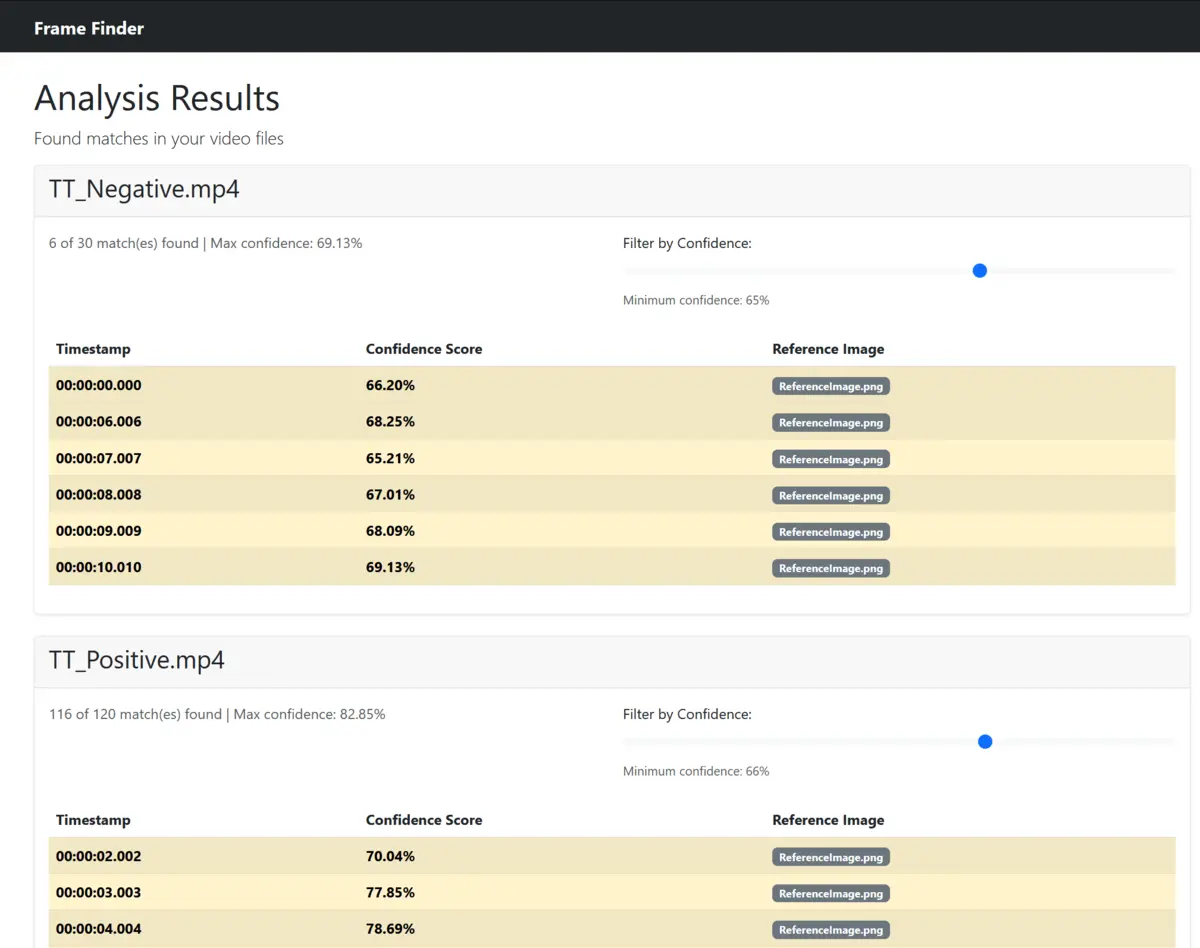 Frame Finder
Analysis Results
Found matches in your video files
TT_Negative.mp4
6 of 30 match(es) found | Max confidence: 69.13%
Filter by Confidence:
Minimum confidence: 65%
Timestamp Confidence Score Reference Image
00:00:00.000 66.20% ReferenceImage.png
00:00:06.006 68.25% ReferenceImage.png
00:00:07.007 65.21% ReferenceImage.png
00:00:08.008 67.01% ReferenceImage.png
00:00:09.009 68.09% ReferenceImage.png
00:00:10.010 69.13% ReferenceImage.png
TT_Positive.mp4
116 of 120 match(es) found | Max confidence: 82.85%
Filter by Confidence:
Minimum confidence: 66%
Timestamp Confidence Score Reference Image
00:00:02.002 70.04% ReferenceImage.png
00:00:03.003 77.85% ReferenceImage.png
00:00:04.004 78.69% ReferenceImage.png